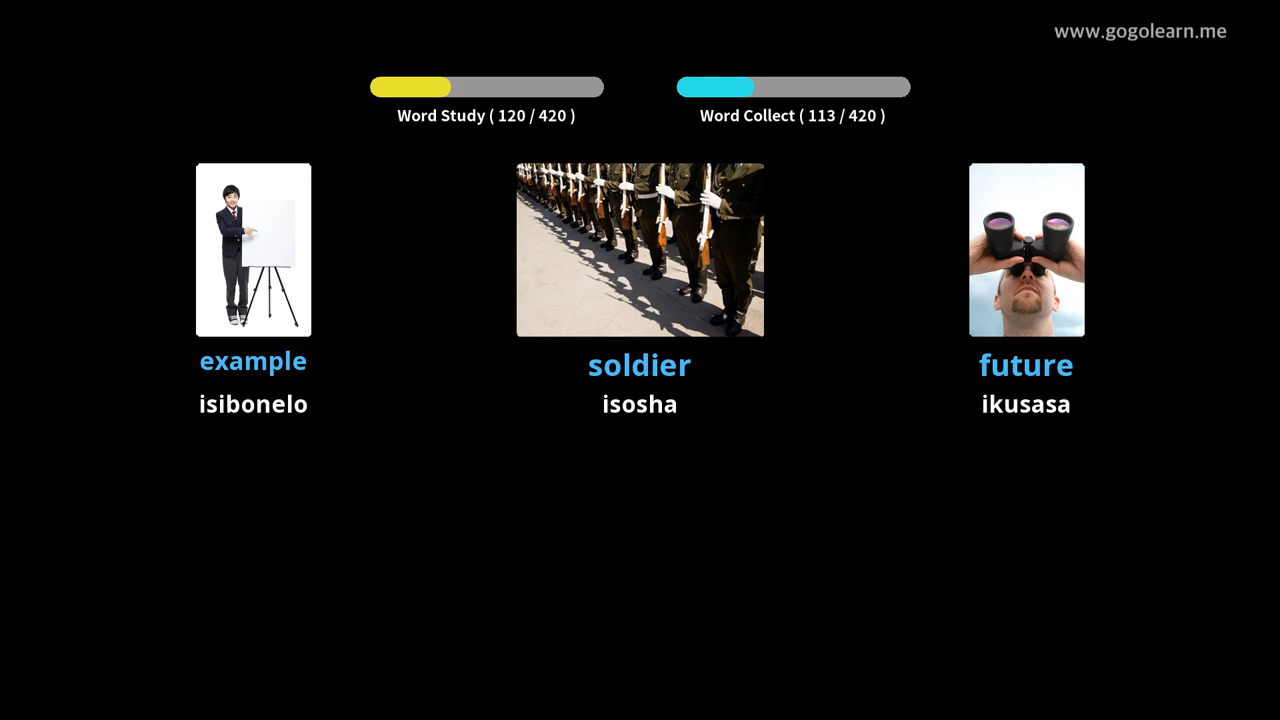 www.gogolearn.me
Word Study ( 120 / 420 )
Word Collect ( 113 / 420 )
example
soldier
future
isibonelo
isosha
ikusasa